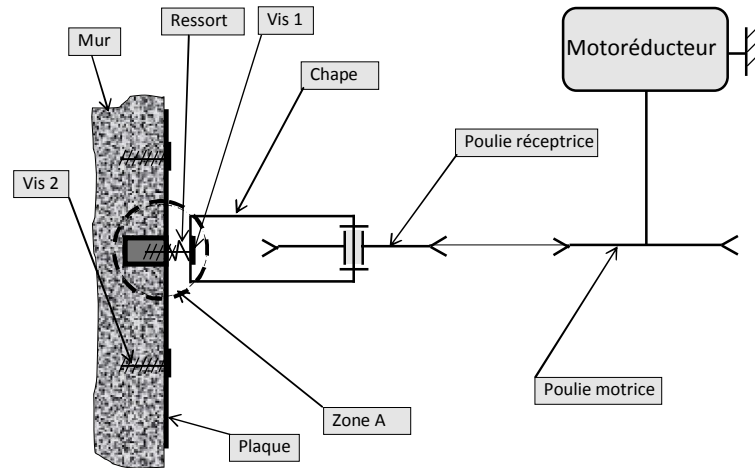 Ressort
Vis 1
Mur
Motoréducteur
Chape
Poulie réceptrice
Vis 2
Poulie motrice
Zone A
Plaque